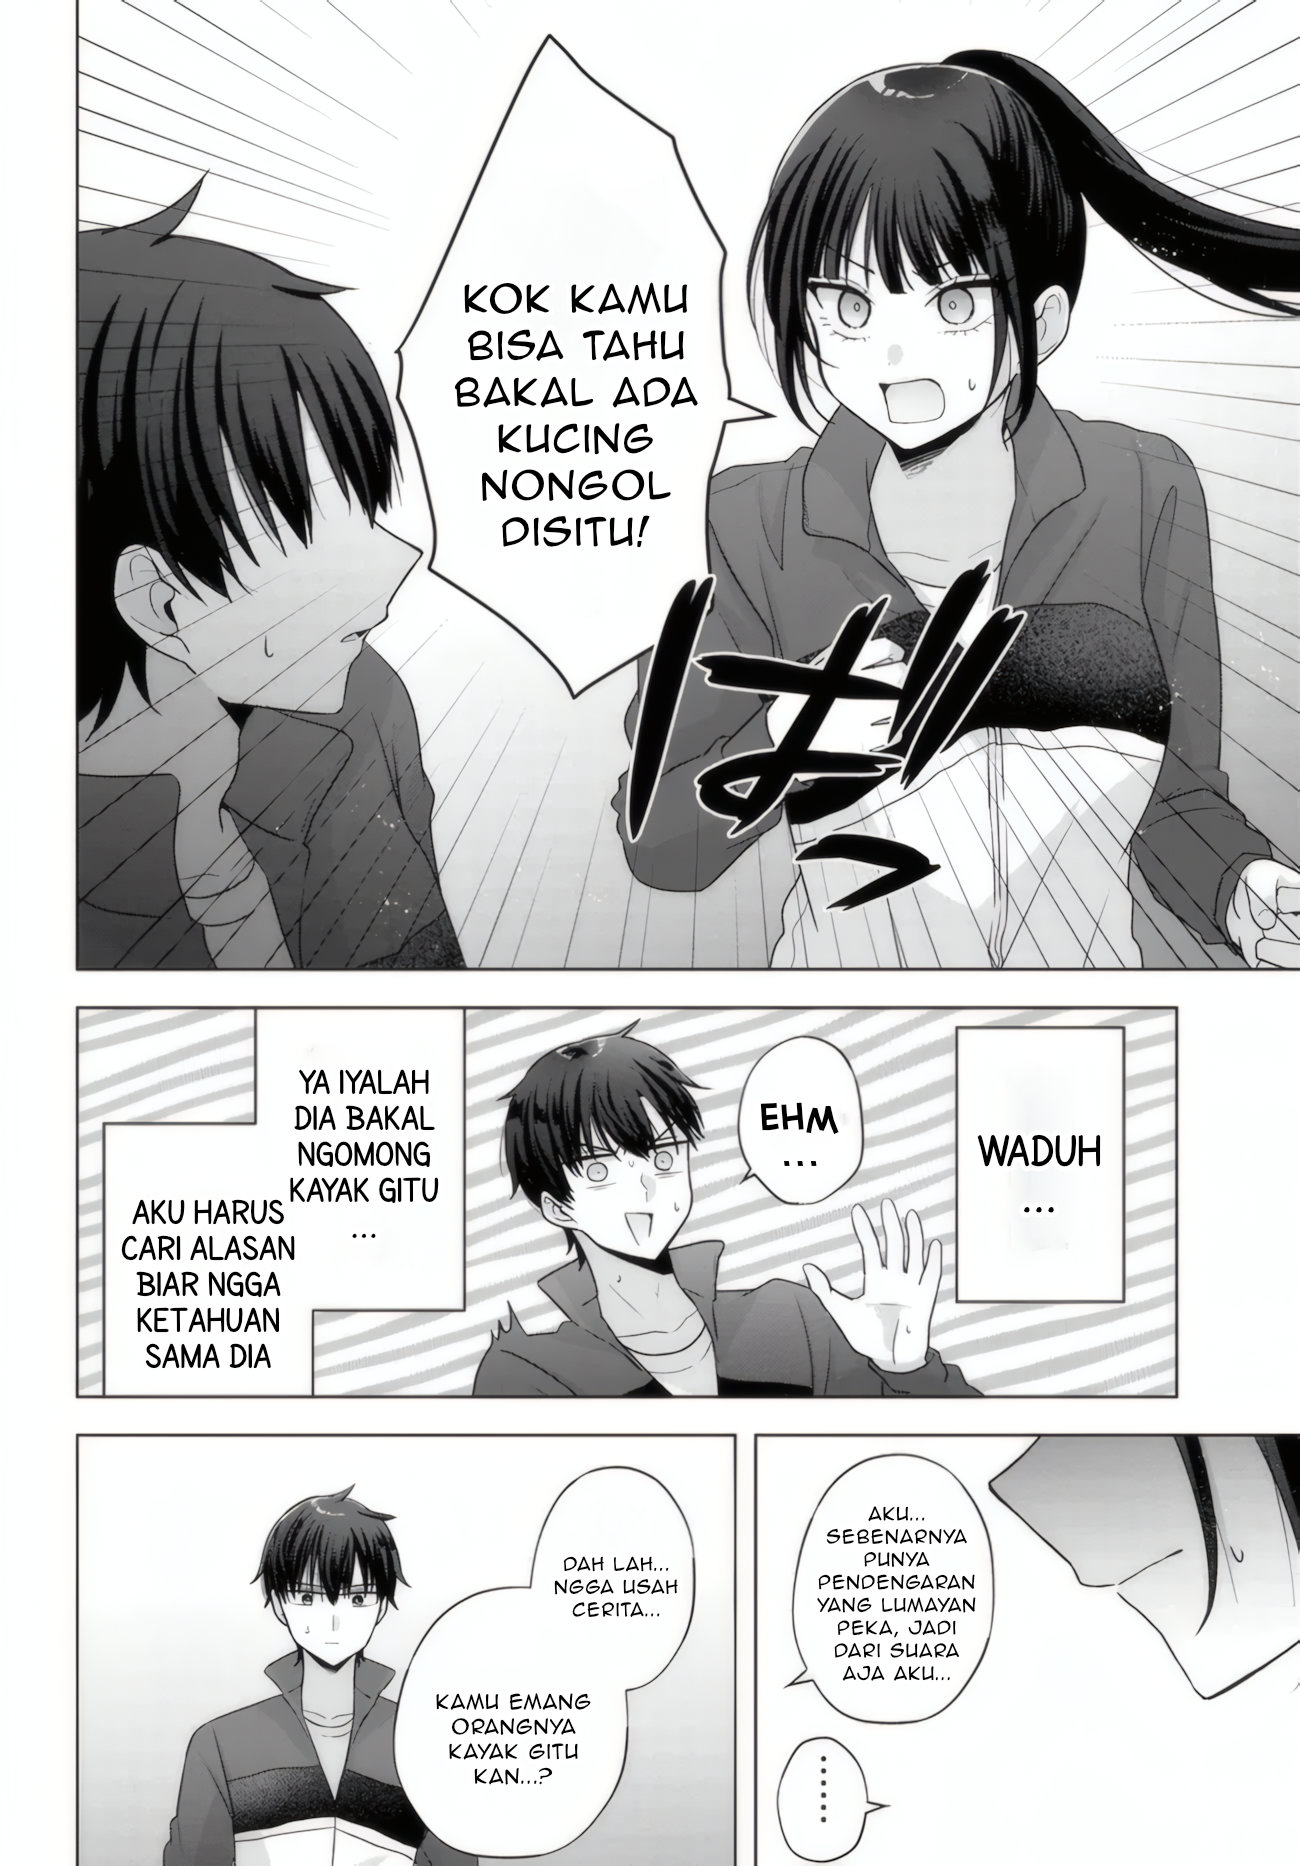 KOK KAMU
BISA TAHU
BAKAL ADA
KUCING
NONGOL
DISITU!
ばっ
WADUH
...
EHM
...
YA IYALAH
DIA BAKAL
NGOMONG
KAYAK GITU
...
AKU HARUS
CARI ALASAN
BIAR NGGA
KETAHUAN
SAMA DIA
AKU...
SEBENARNYA
PUNYA
PENDENGARAN
YANG LUMAYAN
PEKA, JADI
DARI SUARA
AJA AKU...
......
DAH LAH...
NGGA USAH
CERITA...
KAMU EMANG
ORANGNYA
KAYAK GITU
KAN...?